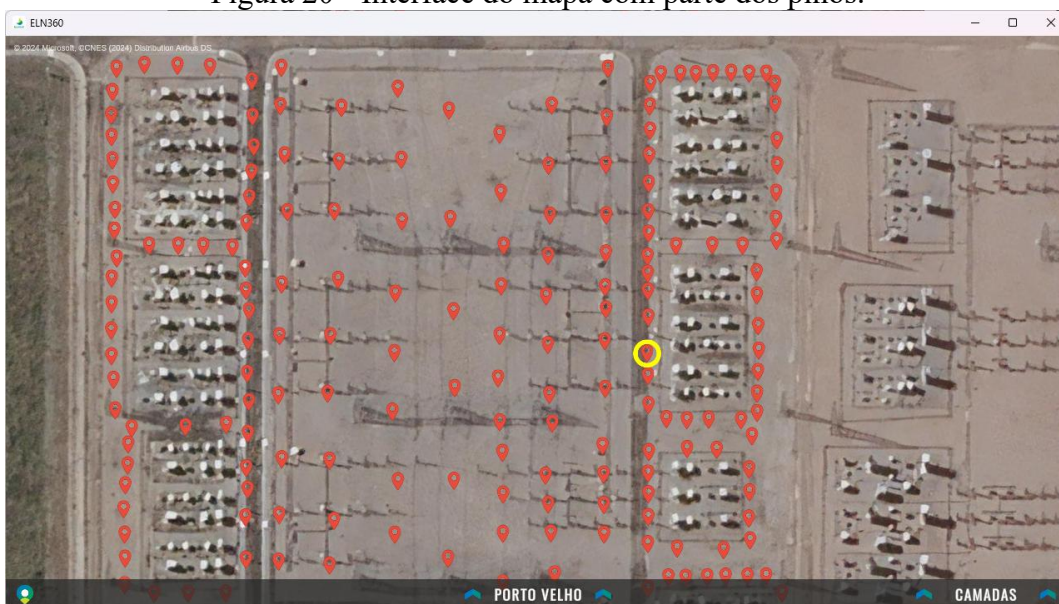 Figura 20 - Interface do mapa com parte dos pinos.
ELN360
© 2024 Microsoft, ©CNES (2024) Distribution Airbus DS...
PORTO VELHO
CAMADAS